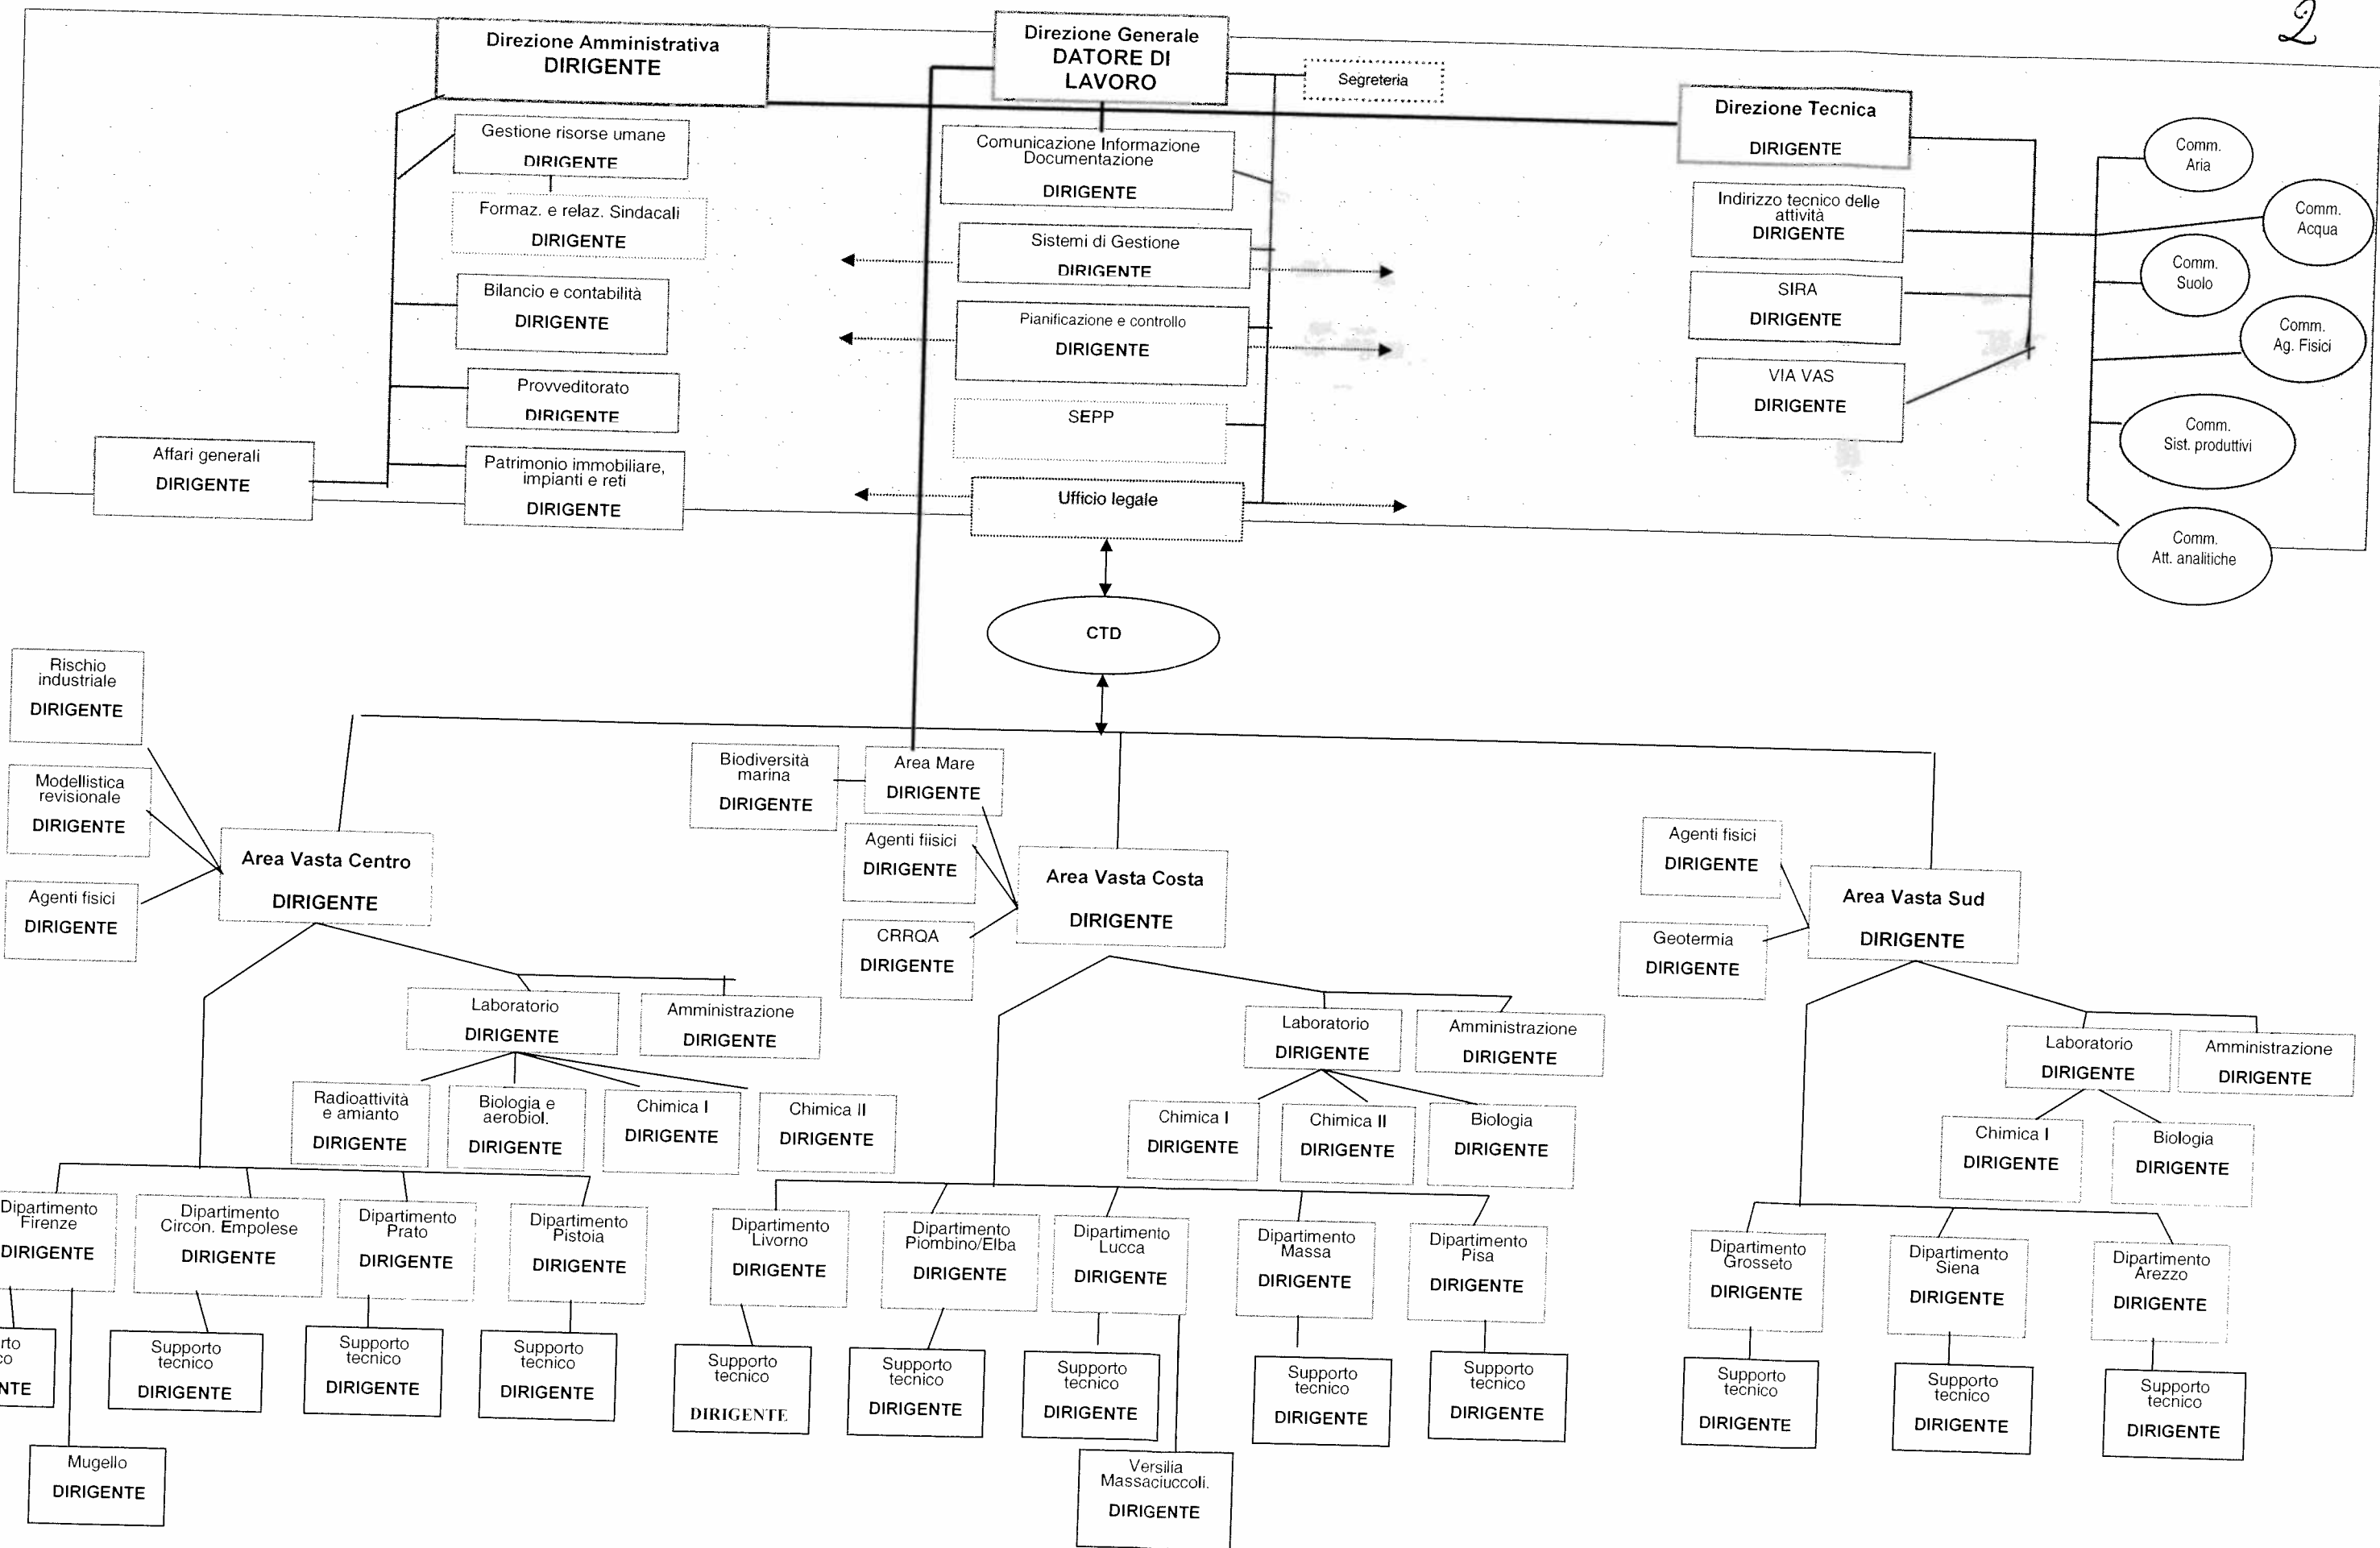 2
Direzione Amministrativa
DIRIGENTE
Direzione Generale
DATORE DI
LAVORO
Segreteria
Direzione Tecnica
DIRIGENTE
Gestione risorse umane
DIRIGENTE
Formaz. e relaz. Sindacali
DIRIGENTE
Bilancio e contabilità
DIRIGENTE
Provveditorato
DIRIGENTE
Patrimonio immobiliare,
impianti e reti
DIRIGENTE
Affari generali
DIRIGENTE
Comunicazione Informazione
Documentazione
DIRIGENTE
Sistemi di Gestione
DIRIGENTE
Pianificazione e controllo
DIRIGENTE
SEPP
Ufficio legale
Indirizzo tecnico delle
attività
DIRIGENTE
SIRA
DIRIGENTE
VIA VAS
DIRIGENTE
Comm.
Aria
Comm.
Acqua
Comm.
Suolo
Comm.
Ag. Fisici
Comm.
Sist. produttivi
Comm.
Att. analitiche
CTD
Rischio
industriale
DIRIGENTE
Modellistica
revisionale
DIRIGENTE
Agenti fisici
DIRIGENTE
Area Vasta Centro
DIRIGENTE
Biodiversità
marina
DIRIGENTE
Area Mare
DIRIGENTE
Agenti fiisici
DIRIGENTE
CRRQA
DIRIGENTE
Area Vasta Costa
DIRIGENTE
Agenti fisici
DIRIGENTE
Geotermia
DIRIGENTE
Area Vasta Sud
DIRIGENTE
Laboratorio
DIRIGENTE
Amministrazione
DIRIGENTE
Radioattività
e amianto
DIRIGENTE
Biologia e
aerobiol.
DIRIGENTE
Chimica I
DIRIGENTE
Chimica II
DIRIGENTE
Laboratorio
DIRIGENTE
Amministrazione
DIRIGENTE
Chimica I
DIRIGENTE
Chimica II
DIRIGENTE
Biologia
DIRIGENTE
Laboratorio
DIRIGENTE
Amministrazione
DIRIGENTE
Chimica I
DIRIGENTE
Biologia
DIRIGENTE
Dipartimento
Firenze
DIRIGENTE
Dipartimento
Circon. Empolese
DIRIGENTE
Dipartimento
Prato
DIRIGENTE
Dipartimento
Pistoia
DIRIGENTE
Dipartimento
Livorno
DIRIGENTE
Dipartimento
Piombino/Elba
DIRIGENTE
Dipartimento
Lucca
DIRIGENTE
Dipartimento
Massa
DIRIGENTE
Dipartimento
Pisa
DIRIGENTE
Dipartimento
Grosseto
DIRIGENTE
Dipartimento
Siena
DIRIGENTE
Dipartimento
Arezzo
DIRIGENTE
rto
co
NTE
Supporto
tecnico
DIRIGENTE
Supporto
tecnico
DIRIGENTE
Supporto
tecnico
DIRIGENTE
Supporto
tecnico
DIRIGENTE
Supporto
tecnico
DIRIGENTE
Supporto
tecnico
DIRIGENTE
Supporto
tecnico
DIRIGENTE
Supporto
tecnico
DIRIGENTE
Supporto
tecnico
DIRIGENTE
Supporto
tecnico
DIRIGENTE
Supporto
tecnico
DIRIGENTE
Mugello
DIRIGENTE
Versilia
Massaciuccoli.
DIRIGENTE